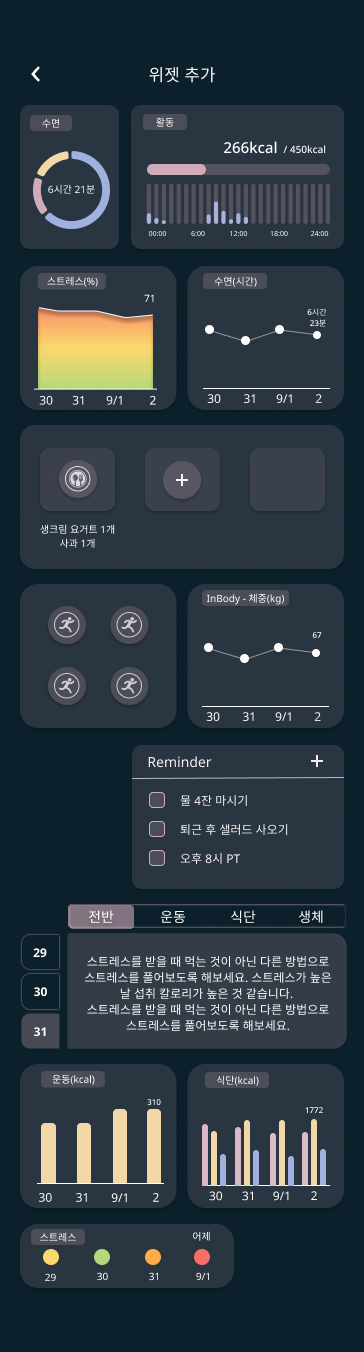 위젯 추가
수면
6시간 21분
활동
266kcal / 450kcal
00:00 6:00 12:00 18:00 24:00
스트레스(%)
71
30 31 9/1 2
수면(시간)
6시간
23분
30 31 9/1 2
생크림 요거트 1개
사과 1개
InBody - 체중(kg)
67
30 31 9/1 2
Reminder
물 4잔 마시기
퇴근 후 샐러드 사오기
오후 8시 PT
전반 운동 식단 생체
29
30
31
스트레스를 받을 때 먹는 것이 아닌 다른 방법으로
스트레스를 풀어보도록 해보세요. 스트레스가 높은
날 섭취 칼로리가 높은 것 같습니다.
스트레스를 받을 때 먹는 것이 아닌 다른 방법으로
스트레스를 풀어보도록 해보세요.
운동(kcal)
310
30 31 9/1 2
식단(kcal)
1772
30 31 9/1 2
스트레스 어제
29 30 31 9/1